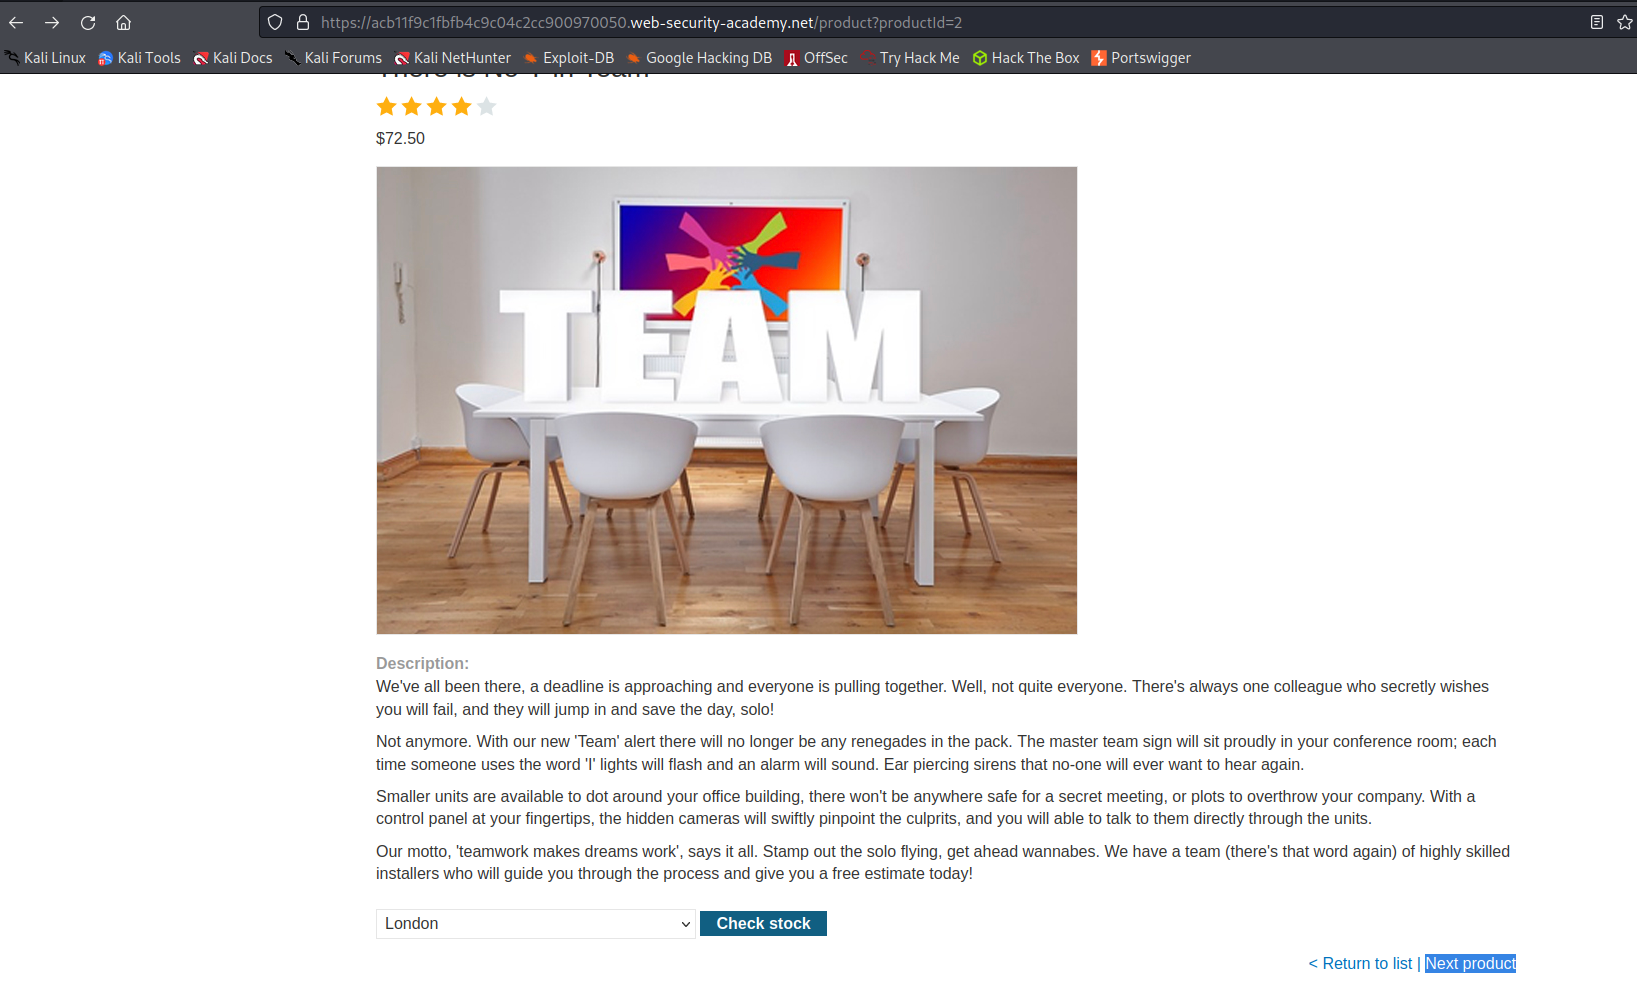 https://acb11f9c1fbfb4c9c04c2cc900970050.web-security-academy.net/product?productId=2
Kali Linux Kali Tools Kali Docs Kali Forums Kali NetHunter Exploit-DB Google Hacking DB OffSec Try Hack Me Hack The Box Portswigger
$72.50
TEAM
Description:
We've all been there, a deadline is approaching and everyone is pulling together. Well, not quite everyone. There's always one colleague who secretly wishes
you will fail, and they will jump in and save the day, solo!
Not anymore. With our new 'Team' alert there will no longer be any renegades in the pack. The master team sign will sit proudly in your conference room; each
time someone uses the word 'I' lights will flash and an alarm will sound. Ear piercing sirens that no-one will ever want to hear again.
Smaller units are available to dot around your office building, there won't be anywhere safe for a secret meeting, or plots to overthrow your company. With a
control panel at your fingertips, the hidden cameras will swiftly pinpoint the culprits, and you will able to talk to them directly through the units.
Our motto, 'teamwork makes dreams work', says it all. Stamp out the solo flying, get ahead wannabes. We have a team (there's that word again) of highly skilled
installers who will guide you through the process and give you a free estimate today!
London Check stock
< Return to list | Next product